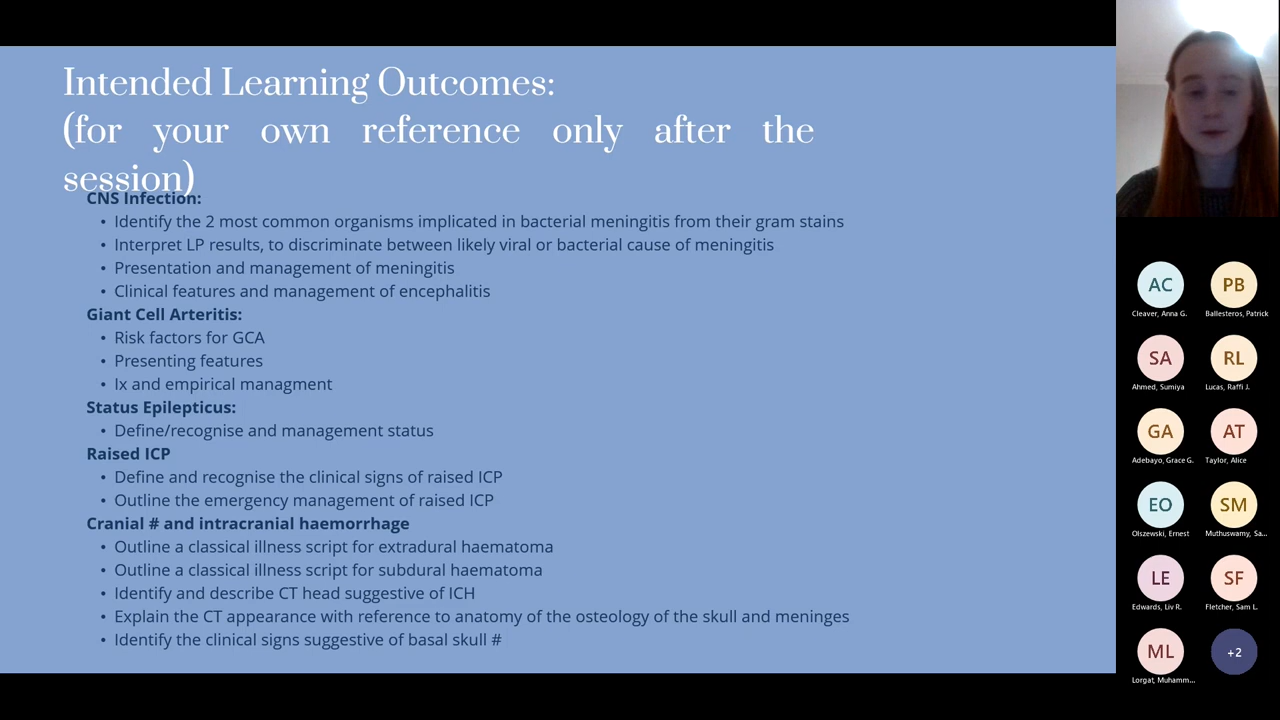 Intended Learning Outcomes:
(for your own reference only after the
session)
CNS Infection:
• Identify the 2 most common organisms implicated in bacterial meningitis from their gram stains
• Interpret LP results, to discriminate between likely viral or bacterial cause of meningitis
• Presentation and management of meningitis
• Clinical features and management of encephalitis
Giant Cell Arteritis:
• Risk factors for GCA
• Presenting features
• Ix and empirical managment
Status Epilepticus:
• Define/recognise and management status
Raised ICP
• Define and recognise the clinical signs of raised ICP
• Outline the emergency management of raised ICP
Cranial # and intracranial haemorrhage
• Outline a classical illness script for extradural haematoma
• Outline a classical illness script for subdural haematoma
• Identify and describe CT head suggestive of ICH
• Explain the CT appearance with reference to anatomy of the osteology of the skull and meninges
• Identify the clinical signs suggestive of basal skull #
AC PB
Cleaver, Anna G. Ballesteros, Patrick
SA RL
Ahmed, Sumiya Lucas, Raffi J.
GA AT
Adebayo, Grace G. Taylor, Alice
EO SM
Olszewski, Ernest Muthuswamy, Sa...
LE SF
Edwards, Liv R. Fletcher, Sam L.
ML +2
Lorgat, Muhamm...